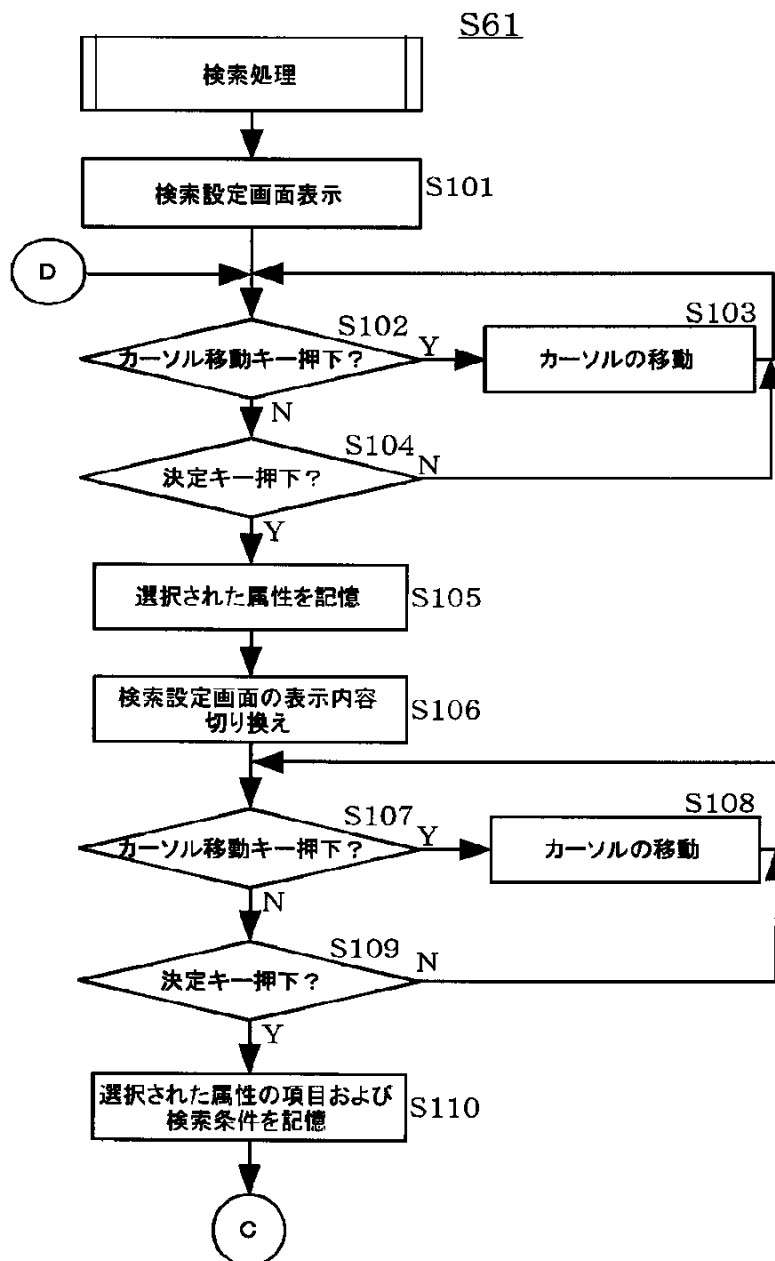 S61
検索処理
検索設定画面表示
S101
D
S102
カーソル移動キー押下？
Y
S103
カーソルの移動
N
S104
決定キー押下？
N
Y
選択された属性を記憶
S105
検索設定画面の表示内容
切り換え
S106
S107
カーソル移動キー押下？
Y
S108
カーソルの移動
N
S109
決定キー押下？
N
Y
選択された属性の項目および
検索条件を記憶
S110
C